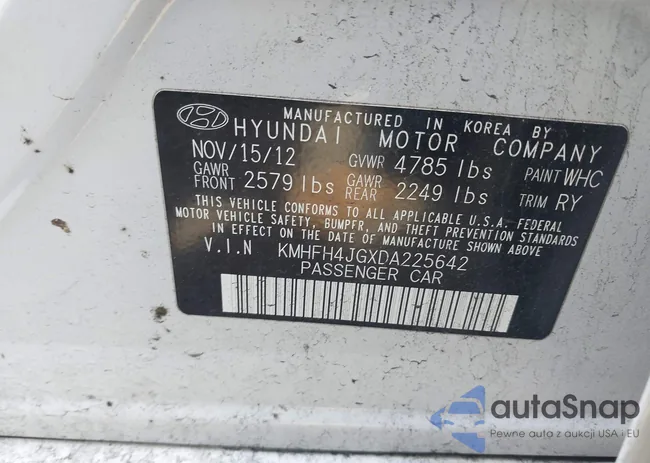 MANUFACTURED IN KOREA BY
HYUNDAI MOTOR COMPANY
NOV/15/12 GVWR 4785 lbs PAINT WHC
GAWR FRONT 2579 lbs GAWR REAR 2249 lbs TRIM RY
THIS VEHICLE CONFORMS TO ALL APPLICABLE U.S.A. FEDERAL
MOTOR VEHICLE SAFETY, BUMPER, AND THEFT PREVENTION STANDARDS
IN EFFECT ON THE DATE OF MANUFACTURE SHOWN ABOVE
V.I.N KMHFH4JGXDA225642
PASSENGER CAR
autaSnap
Pewne auta z aukcji USA i EU